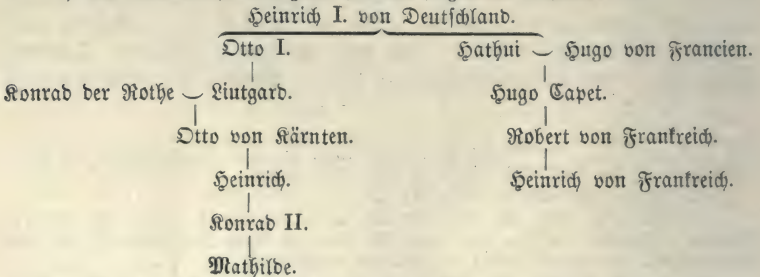 Heinrich I. von Deutschland.
Otto I. Hathui ⏑ Hugo von Francien.
Konrad der Rothe ⏑ Liutgard. Hugo Capet.
Otto von Kärnten. Robert von Frankreich.
Heinrich. Heinrich von Frankreich.
Konrad II.
Mathilde.